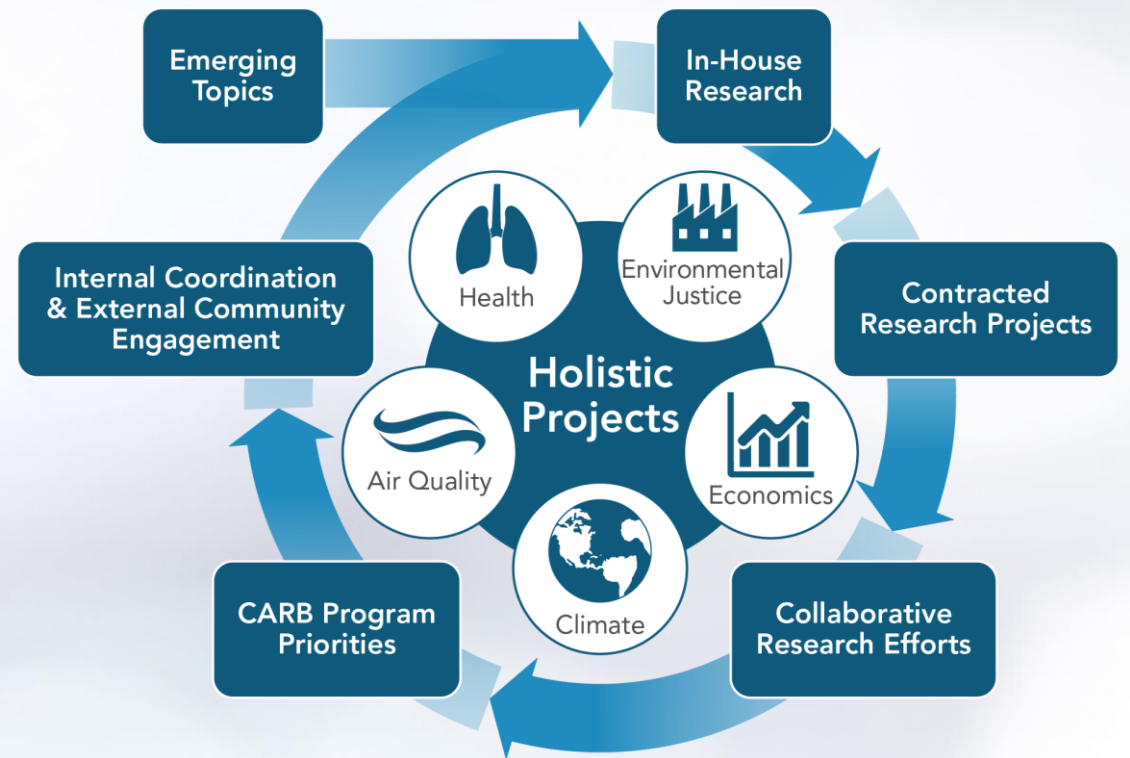 Emerging
Topics
In-House
Research
Internal Coordination
& External Community
Engagement
Health
Environmental
Justice
Contracted
Research Projects
Holistic
Projects
Air Quality
Economics
Climate
CARB Program
Priorities
Collaborative
Research Efforts